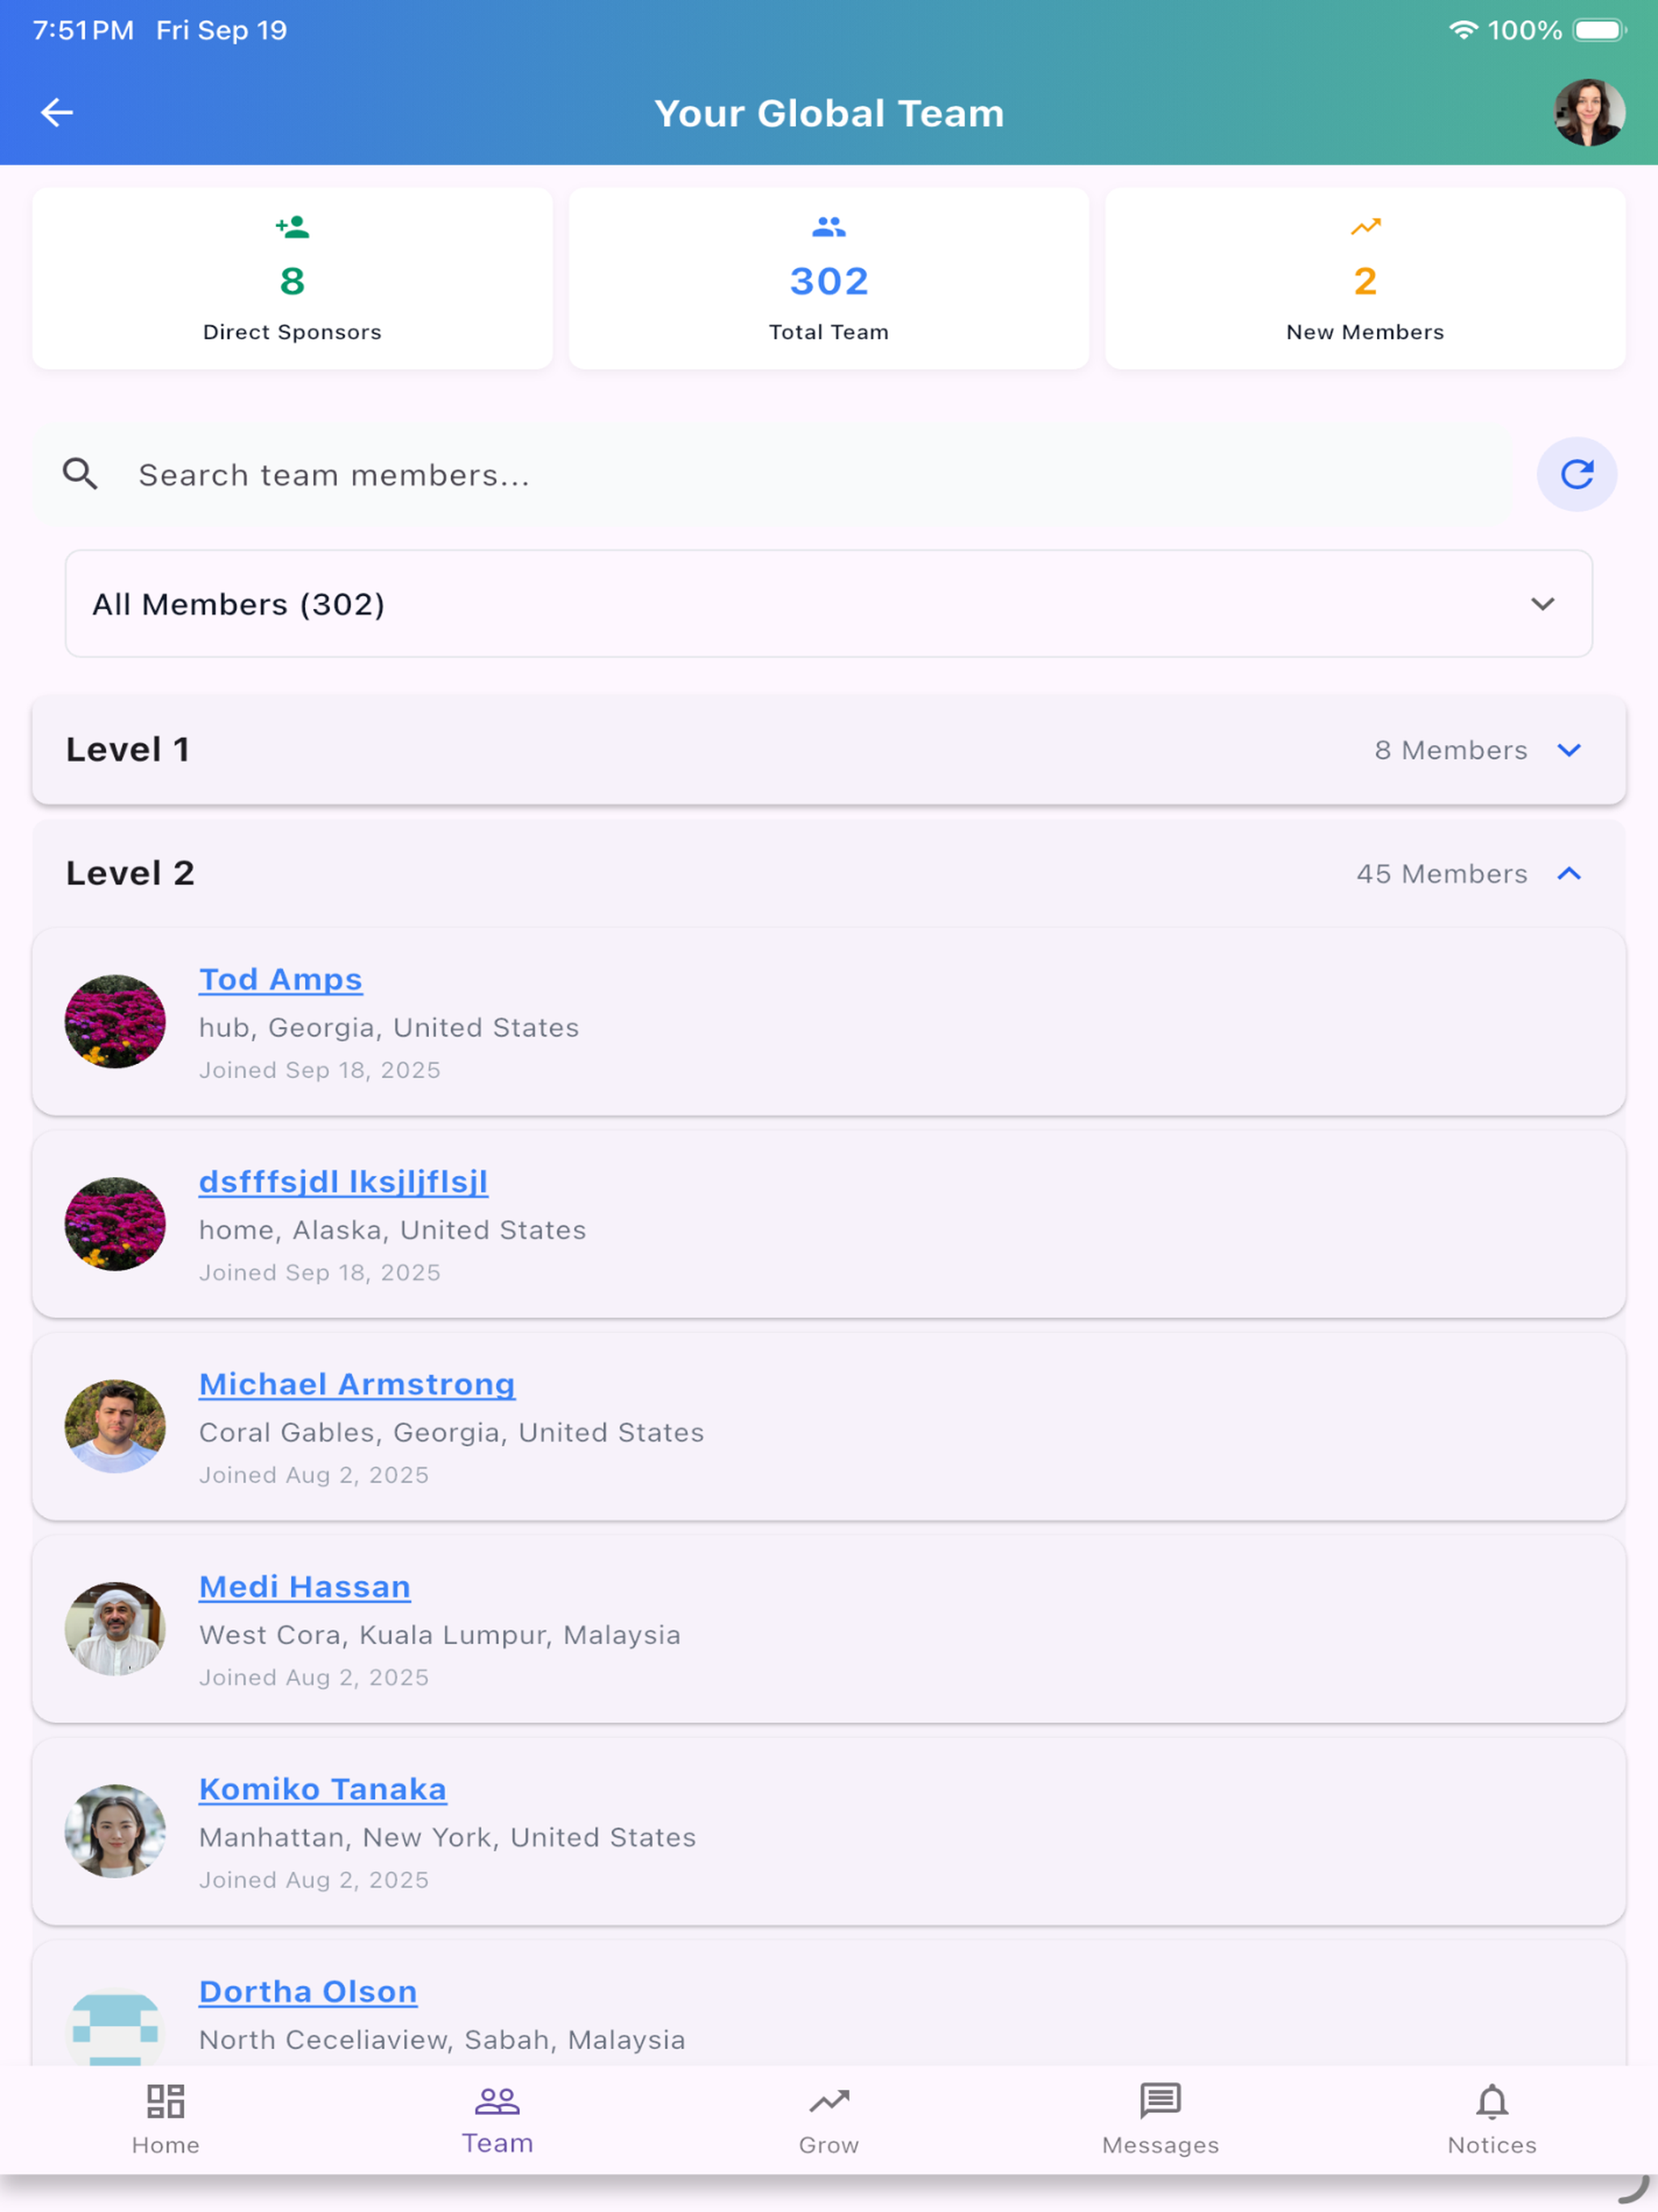 7:51 PM Fri Sep 19
100%
Your Global Team
8
Direct Sponsors
302
Total Team
2
New Members
Search team members...
All Members (302)
Level 1
8 Members
Level 2
45 Members
Tod Amps
hub, Georgia, United States
Joined Sep 18, 2025
dsfffsjdl lksjljflsjl
home, Alaska, United States
Joined Sep 18, 2025
Michael Armstrong
Coral Gables, Georgia, United States
Joined Aug 2, 2025
Medi Hassan
West Cora, Kuala Lumpur, Malaysia
Joined Aug 2, 2025
Komiko Tanaka
Manhattan, New York, United States
Joined Aug 2, 2025
Dortha Olson
North Ceceliaview, Sabah, Malaysia
Home
Team
Grow
Messages
Notices